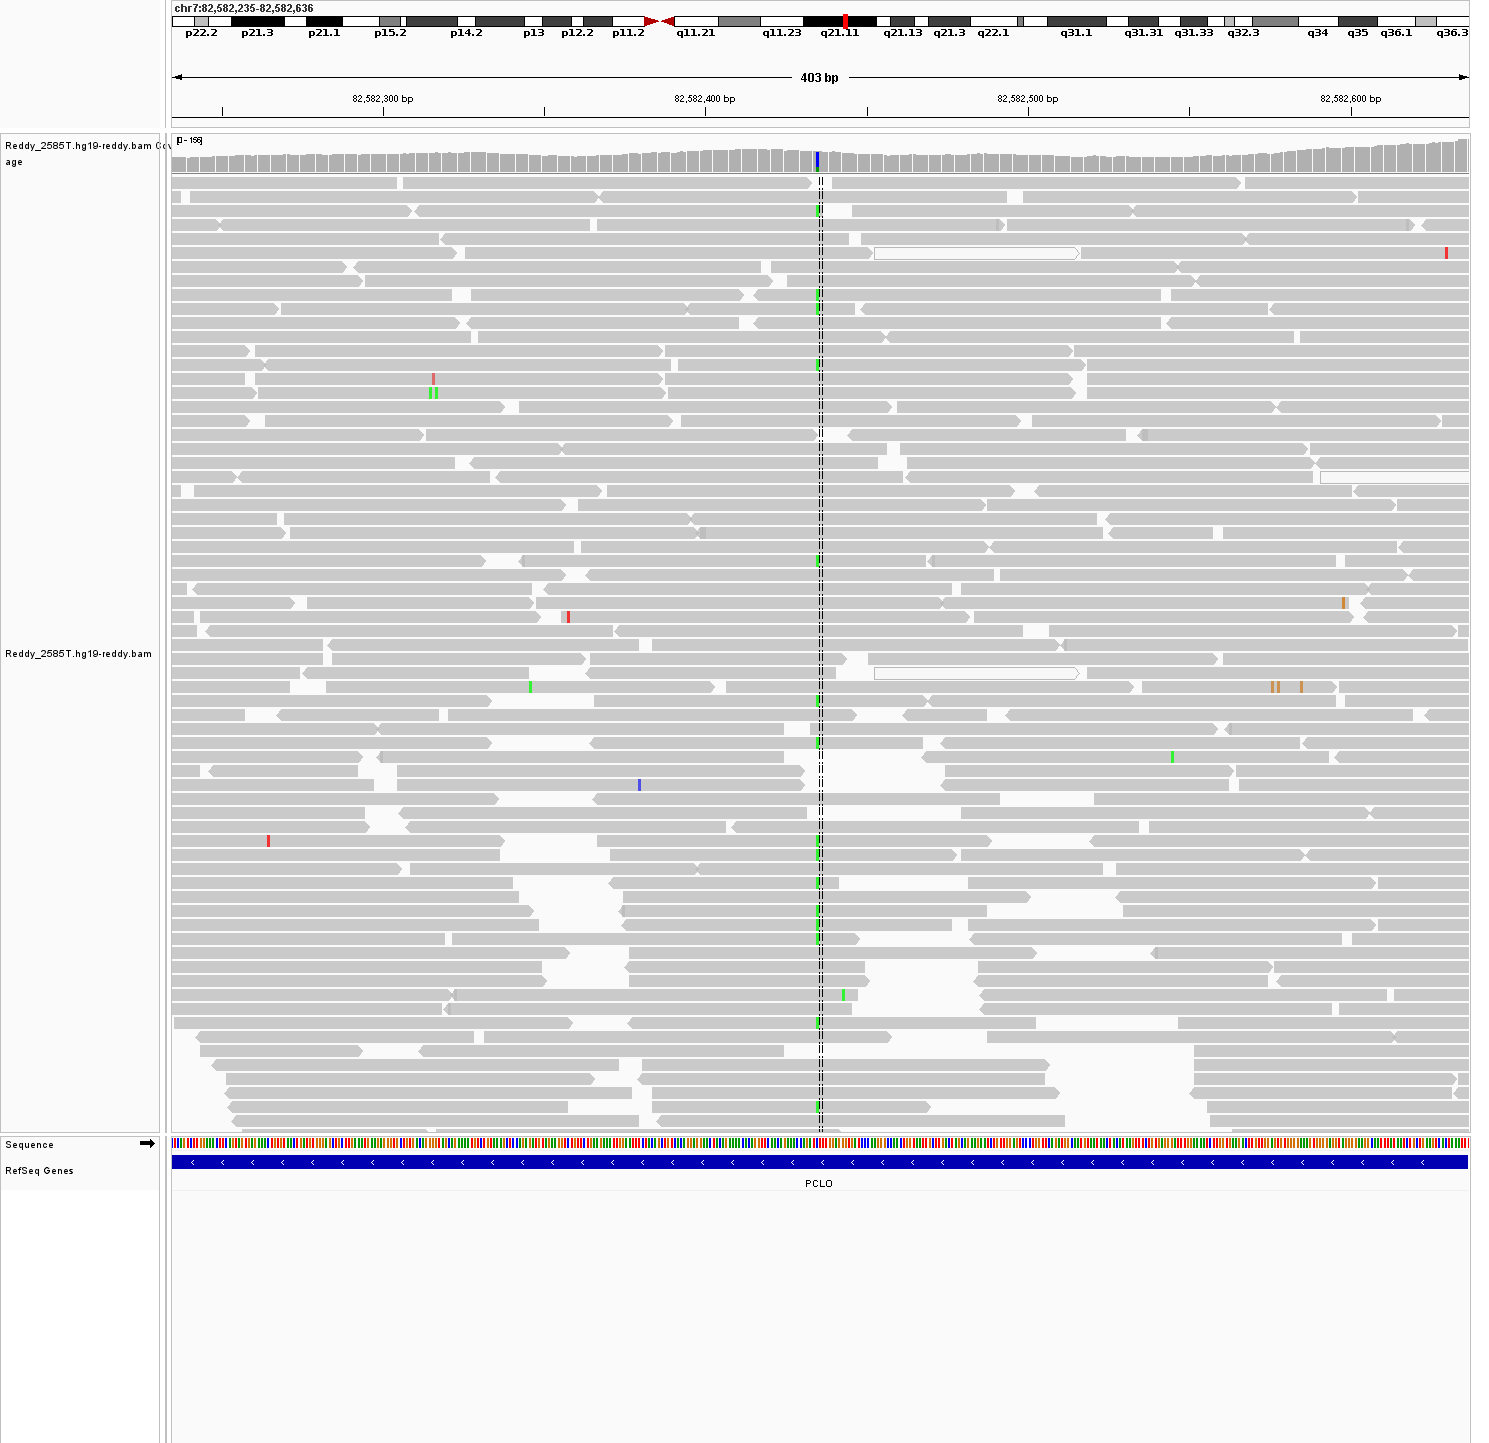 chr7:82,582,235-82,582,636
p22.2 p21.3 p21.1 p15.2 p14.2 p13 p12.2 p11.2 q11.21 q11.23 q21.11 q21.13 q21.3 q22.1 q31.1 q31.31 q31.33 q32.3 q34 q35 q36.1 q36.3
403 bp
82,582,300 bp 82,582,400 bp 82,582,500 bp 82,582,600 bp
[0 - 156]
Reddy_2585T.hg19-reddy.bam Cov
age
Reddy_2585T.hg19-reddy.bam
Sequence
RefSeq Genes
PCLO